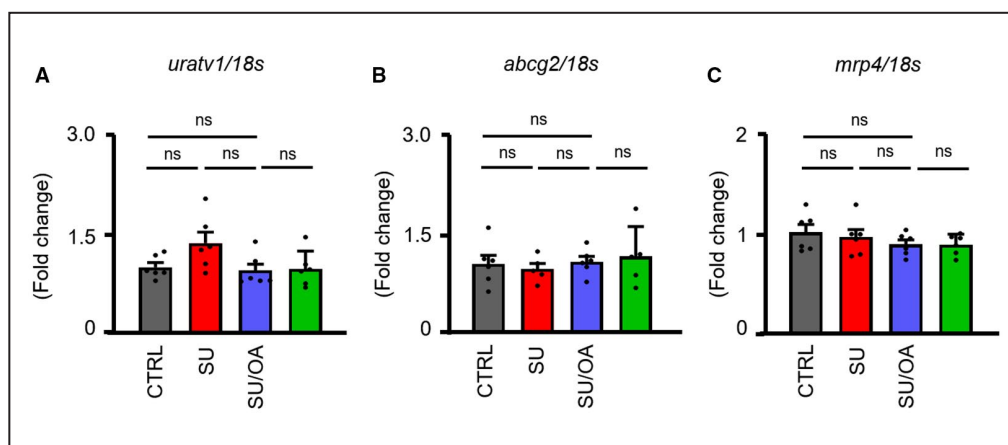 A uratv1/18s
ns
ns ns ns
3.0
1.5
0
(Fold change)
CTRL
SU
SU/OA
B abcg2/18s
ns
ns ns ns
3.0
1.5
0
(Fold change)
CTRL
SU
SU/OA
C mrp4/18s
ns
ns ns ns
2
1
0
(Fold change)
CTRL
SU
SU/OA